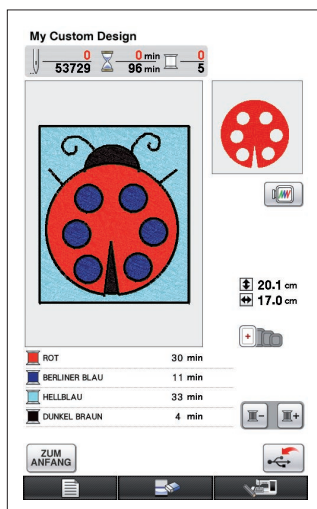 My Custom Design
0 0 min 0
53729 96 min 5
20.1 cm
17.0 cm
ROT 30 min
BERLINER BLAU 11 min
HELLBLAU 33 min
DUNKEL BRAUN 4 min
ZUM
ANFANG